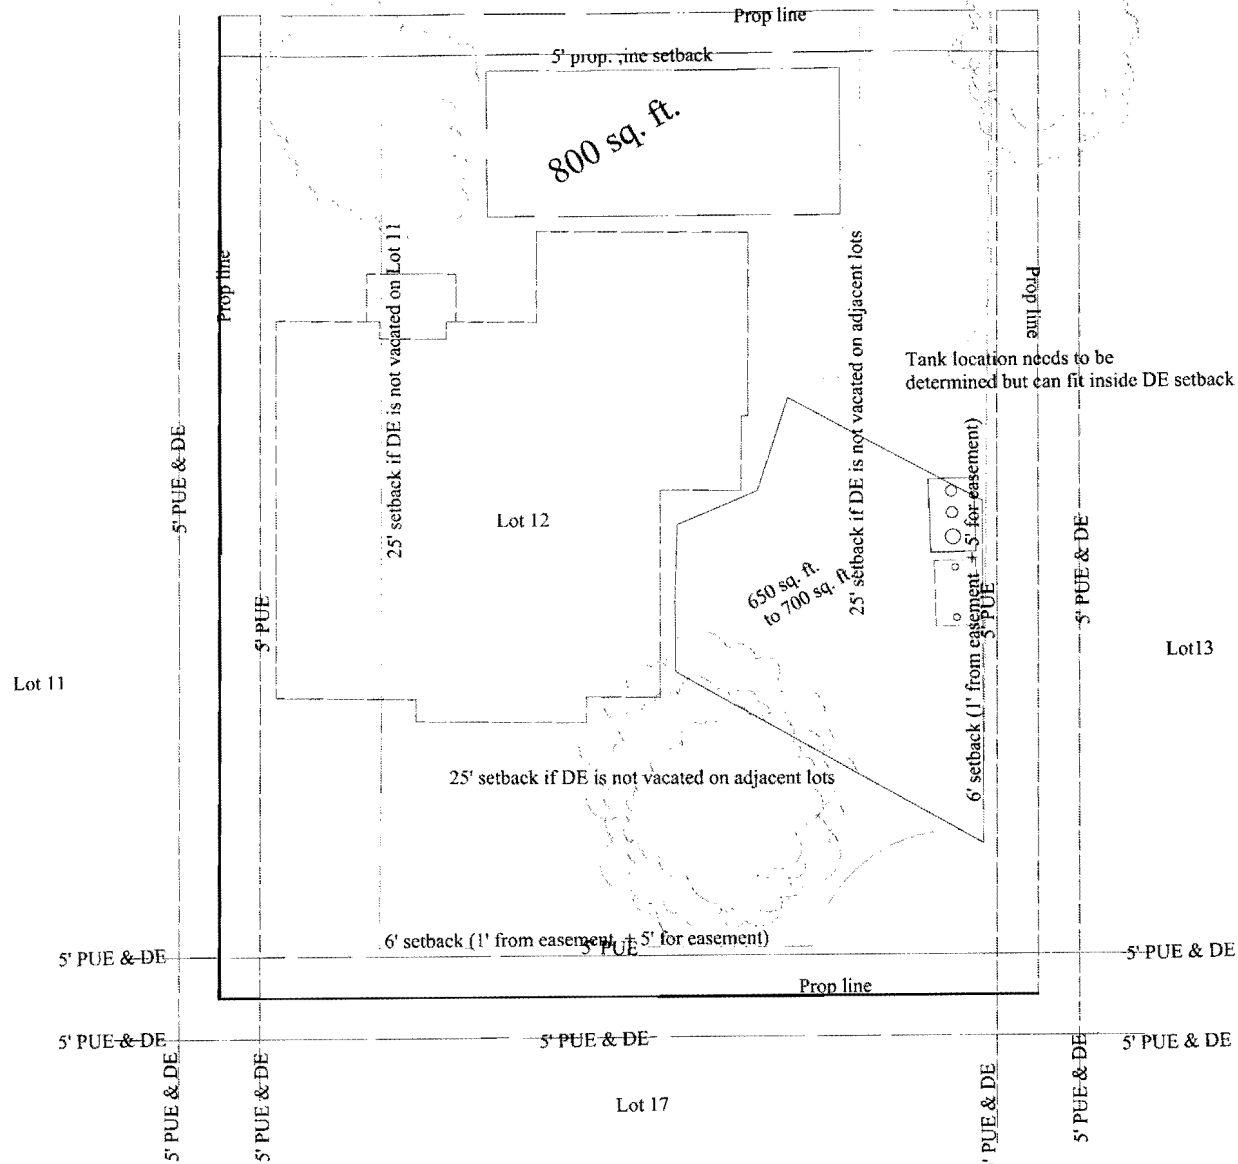 Prop line
5' prop. ,ine setback
800 sq. ft.
Prop line
25' setback if DE is not vacated on Lot 11
25' setback if DE is not vacated on adjacent lots
Prop line
Tank location needs to be
determined but can fit inside DE setback
5' PUE & DE
Lot 12
6' setback (1' from easement + 5' for easement)
5' PUE & DE
650 sq. ft.
to 700 sq. ft.
5' PUE
5' PUE
Lot13
Lot 11
25' setback if DE is not vacated on adjacent lots
6' setback (1' from easement + 5' for easement)
5' PUE
5' PUE & DE
5' PUE & DE
Prop line
5' PUE & DE
5' PUE & DE
5' PUE & DE
5' PUE & DE
5' PUE & DE
' PUE & DE
5' PUE & DE
Lot 17